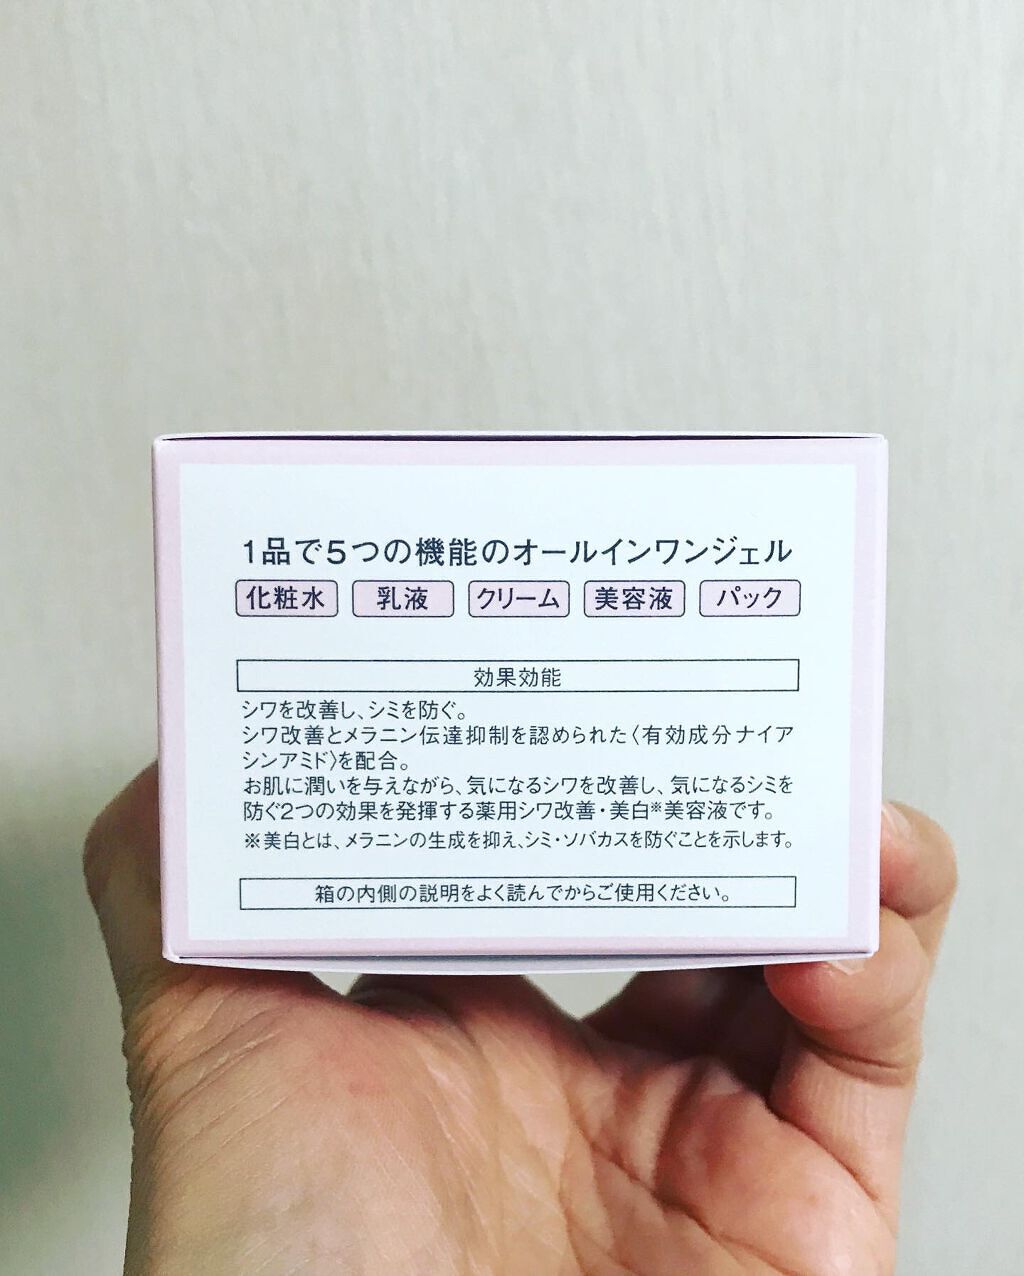 1品で5つの機能のオールインワンジェル
化粧水 乳液 クリーム 美容液 パック
効果効能
シワを改善し、シミを防ぐ。
シワ改善とメラニン伝達抑制を認められた〈有効成分ナイア
シンアミド〉を配合。
お肌に潤いを与えながら、気になるシワを改善し、気になるシミを
防ぐ2つの効果を発揮する薬用シワ改善・美白※美容液です。
※美白とは、メラニンの生成を抑え、シミ・ソバカスを防ぐことを示します。
箱の内側の説明をよく読んでからご使用ください。